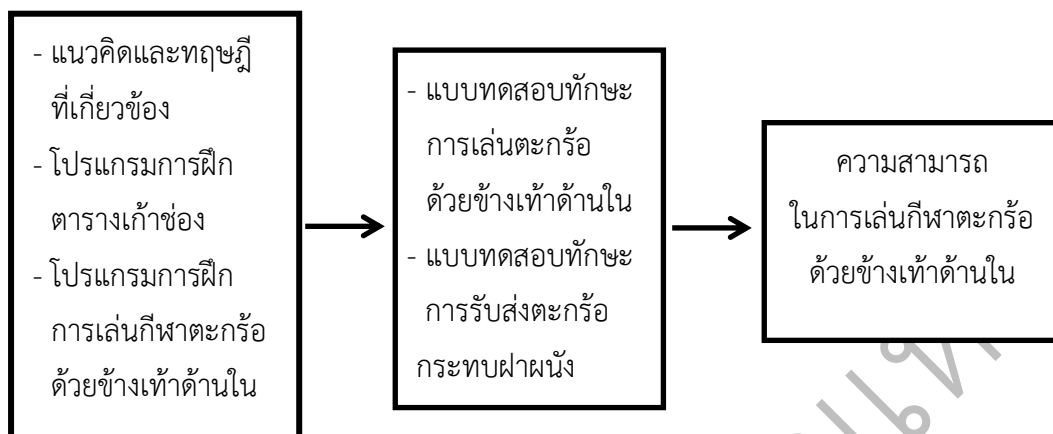 - แนวคิดและทฤษฎี
ที่เกี่ยวข้อง
- โปรแกรมการฝึก
ตารางเก้าช่อง
- โปรแกรมการฝึก
การเล่นกีฬาตะกร้อ
ด้วยข้างเท้าด้านใน
- แบบทดสอบทักษะ
การเล่นตะกร้อ
ด้วยข้างเท้าด้านใน
- แบบทดสอบทักษะ
การรับส่งตะกร้อ
กระทบฝาผนัง
ความสามารถ
ในการเล่นกีฬาตะกร้อ
ด้วยข้างเท้าด้านใน